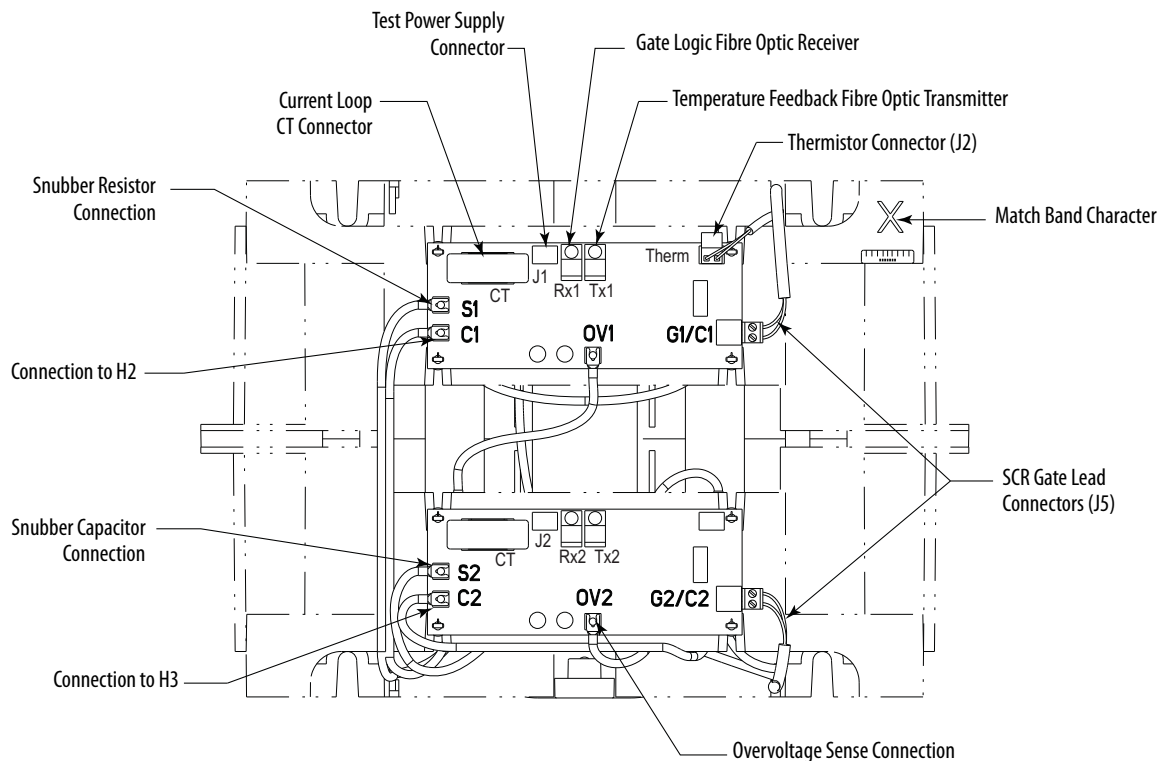 Test Power Supply
Connector
Gate Logic Fibre Optic Receiver
Current Loop
CT Connector
Temperature Feedback Fibre Optic Transmitter
Thermistor Connector (J2)
Snubber Resistor
Connection
Match Band Character
X
Therm
J1
CT
Rx1
Tx1
S1
C1
OV1
G1/C1
Connection to H2
SCR Gate Lead
Connectors (J5)
Snubber Capacitor
Connection
J2
CT
Rx2
Tx2
S2
C2
OV2
G2/C2
Connection to H3
Overvoltage Sense Connection